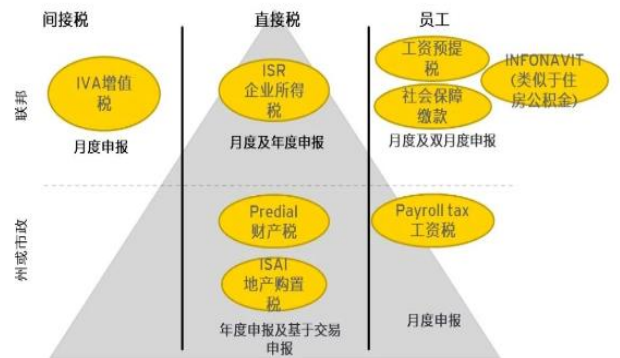 间接税
直接税
员工
联邦
IVA增值
税
月度申报
ISR
企业所得
税
月度及年度申报
工资预提
税
社会保障
缴款
INFONAVIT
(类似于住
房公积金)
月度及双月度申报
州或市政
Predial
财产税
ISAI
地产购置
税
年度申报及基于交易
申报
Payroll tax
工资税
月度申报